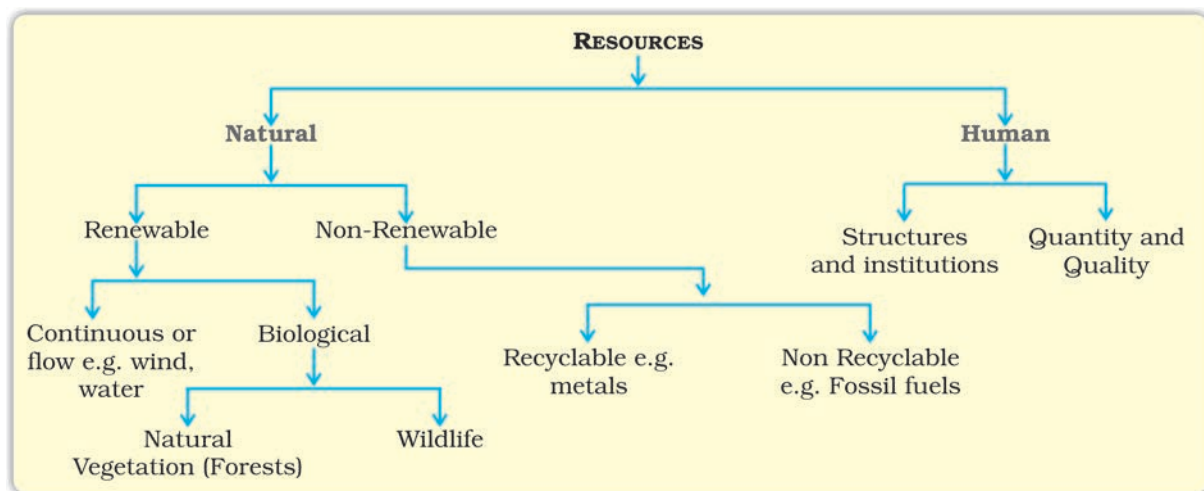 RESOURCES
Natural
Human
Renewable
Non-Renewable
Structures
and institutions
Quantity and
Quality
Continuous or
flow e.g. wind,
water
Biological
Recyclable e.g.
metals
Non Recyclable
e.g. Fossil fuels
Natural
Vegetation (Forests)
Wildlife